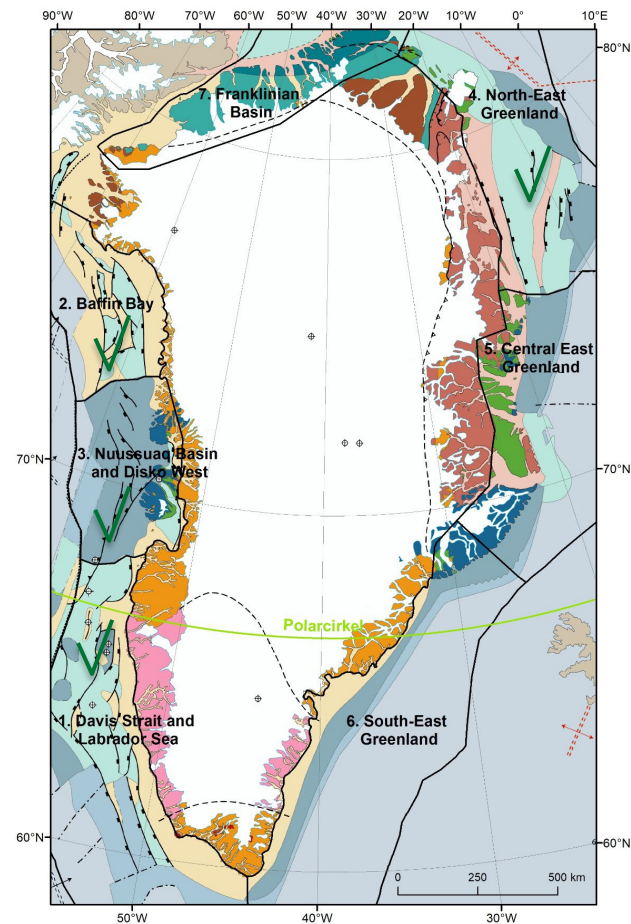 90°W 80°W 70°W 60°W 50°W 40°W 30°W 20°W 10°W 0° 10°E
80°N
7. Franklinian
Basin
4. North-East
Greenland
2. Baffin Bay
5. Central East
Greenland
70°N
3. Nuussuaq Basin
and Disko West
70°N
Polarcirkel
1. Davis Strait and
Labrador Sea
6. South-East
Greenland
60°N
60°N
0 250 500 km
50°W 40°W 30°W